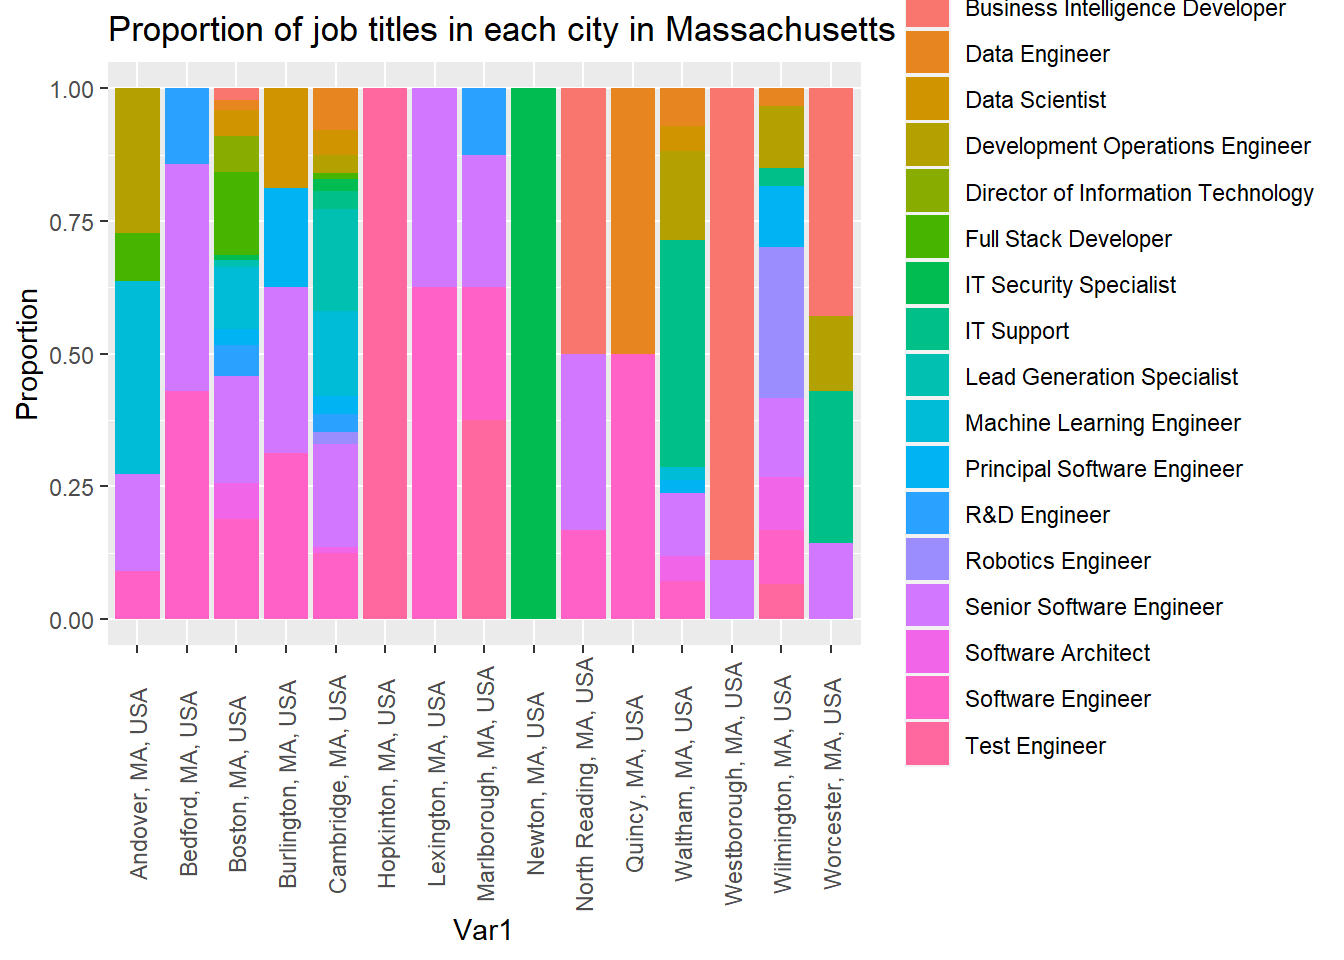 Proportion of job titles in each city in Massachusetts
Business Intelligence Developer
Data Engineer
Data Scientist
Development Operations Engineer
Director of Information Technology
Full Stack Developer
IT Security Specialist
IT Support
Lead Generation Specialist
Machine Learning Engineer
Principal Software Engineer
R&D Engineer
Robotics Engineer
Senior Software Engineer
Software Architect
Software Engineer
Test Engineer
Proportion
1.00
0.75
0.50
0.25
0.00
Andover, MA, USA
Bedford, MA, USA
Boston, MA, USA
Burlington, MA, USA
Cambridge, MA, USA
Hopkinton, MA, USA
Lexington, MA, USA
Marlborough, MA, USA
Newton, MA, USA
North Reading, MA, USA
Quincy, MA, USA
Waltham, MA, USA
Westborough, MA, USA
Wilmington, MA, USA
Worcester, MA, USA
Var1